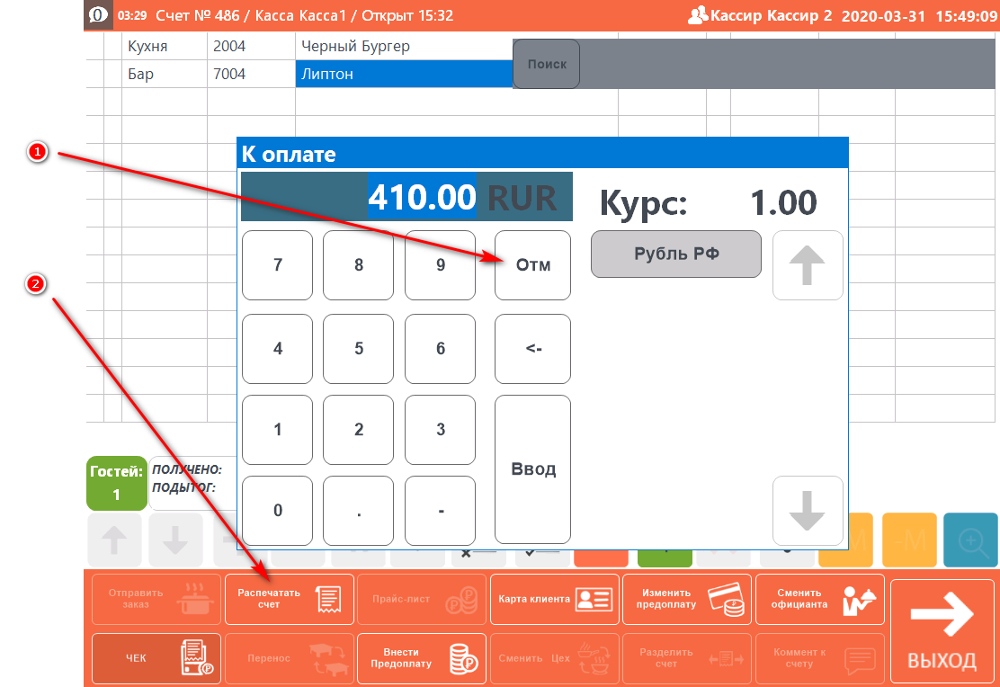 0 03:29 Счет № 486 / Касса Касса1 / Открыт 15:32 Кассир Кассир 2 2020-03-31 15:49:09
Кухня 2004 Черный Бургер
Поиск
Бар 7004 Липтон
1
К оплате
410.00 RUR Курс: 1.00
Рубль РФ
7 8 9 Отм
2
4 5 6 <-
1 2 3
Ввод
0 . -
Гостей:
1
ПОЛУЧЕНО:
ПОДЫТОГ:
-М
Отправить
заказ
Распечатать
счет
Прайс-лист
Карта клиента
Изменить
предоплату
Сменить
официанта
ВЫХОД
ЧЕК
Перенос
Внести
Предоплату
Сменить Цех
Разделить
счет
Коммент к
счету